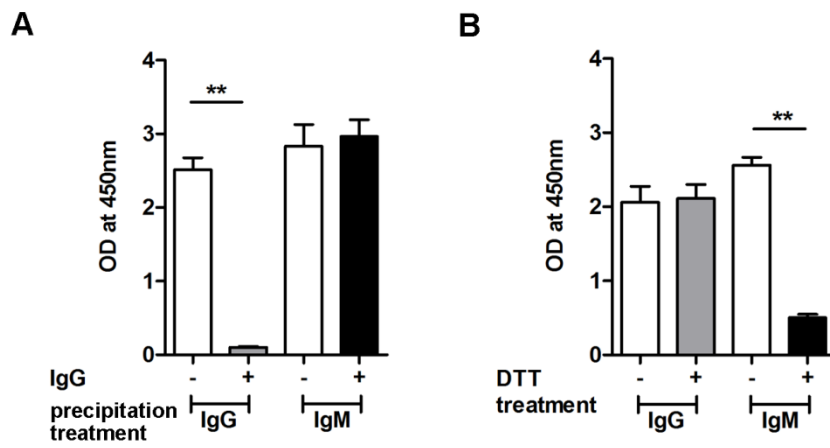 A
OD at 450nm
4
3
2
1
0
**
IgG - + - +
precipitation
treatment
IgG IgM
B
OD at 450nm
4
3
2
1
0
**
DTT - + - +
treatment
IgG IgM